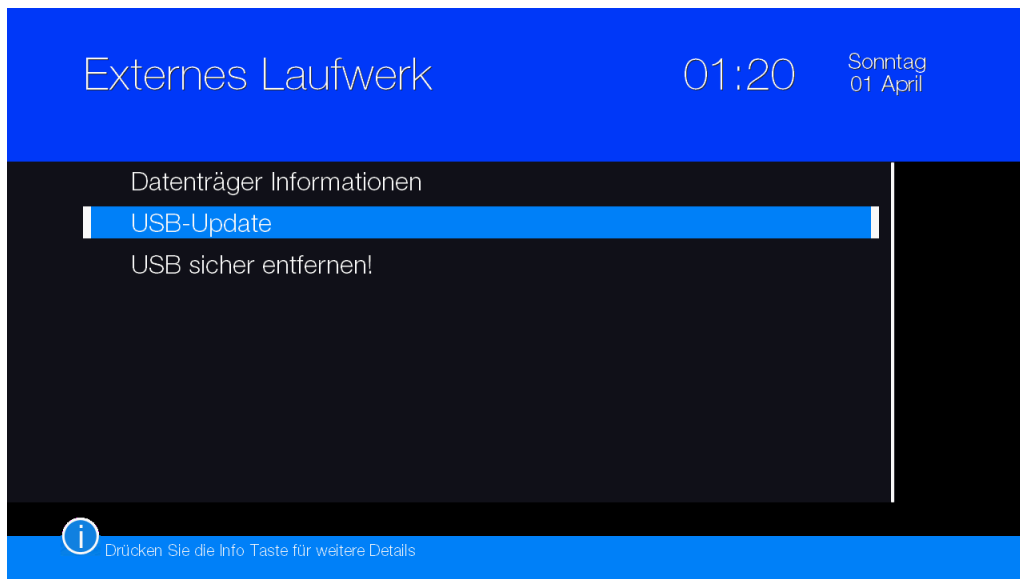 Externes Laufwerk
01:20
Sonntag
01 April
Datenträger Informationen
USB-Update
USB sicher entfernen!
i
Drücken Sie die Info Taste für weitere Details